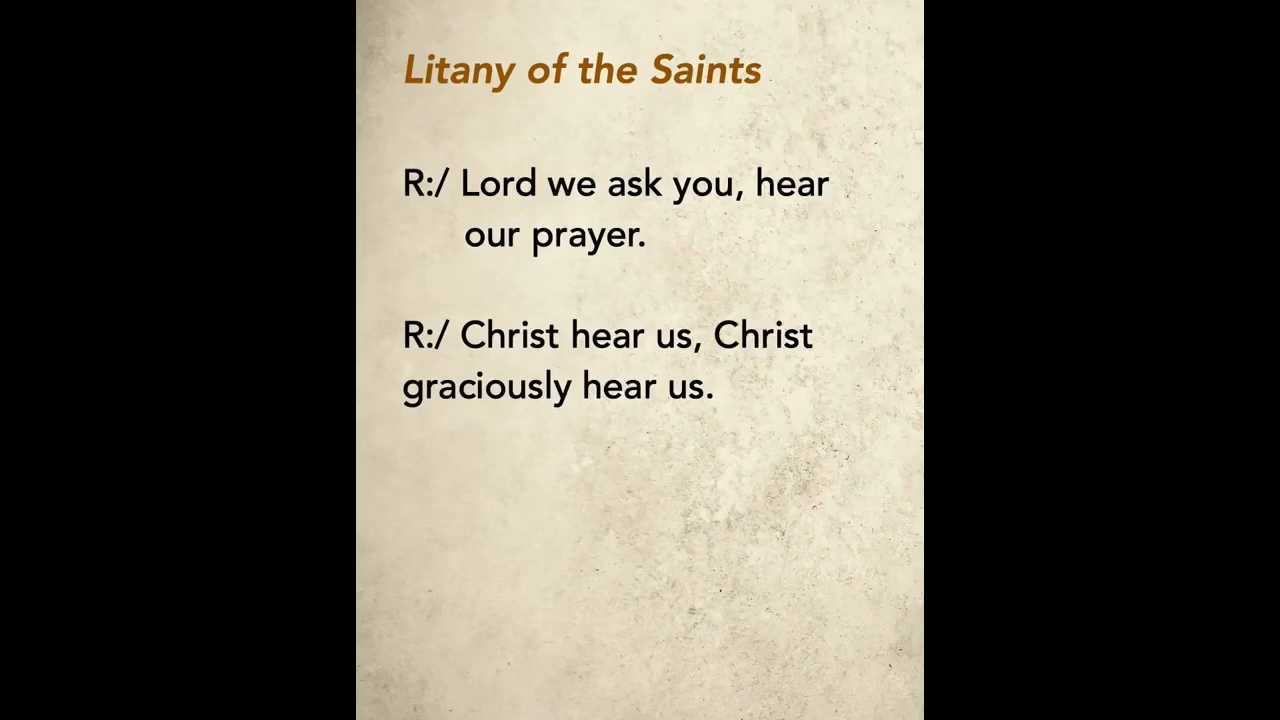 Litany of the Saints
R:/ Lord we ask you, hear
our prayer.
R:/ Christ hear us, Christ
graciously hear us.